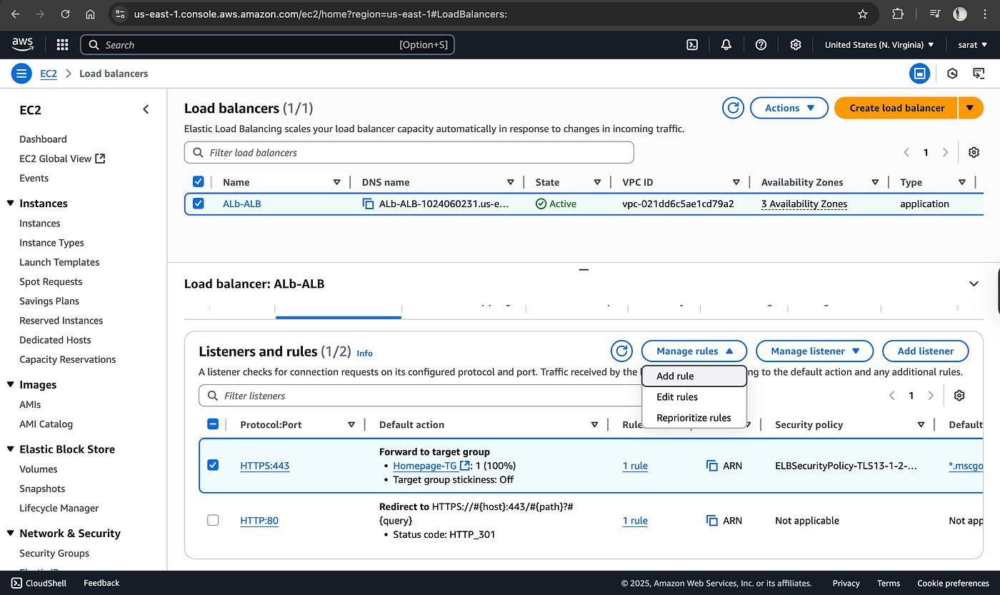 us-east-1.console.aws.amazon.com/ec2/home?region=us-east-1#LoadBalancers:
aws
Search
[Option+S]
United States (N. Virginia)
sarat
EC2
Load balancers
EC2
Dashboard
EC2 Global View
Events
Instances
Instances
Instance Types
Launch Templates
Spot Requests
Savings Plans
Reserved Instances
Dedicated Hosts
Capacity Reservations
Images
AMIs
AMI Catalog
Elastic Block Store
Volumes
Snapshots
Lifecycle Manager
Network & Security
Security Groups
Load balancers (1/1)
Actions
Create load balancer
Elastic Load Balancing scales your load balancer capacity automatically in response to changes in incoming traffic.
Filter load balancers
1
Name
DNS name
State
VPC ID
Availability Zones
Type
ALb-ALB
ALb-ALB-1024060231.us-e...
Active
vpc-021dd6c5ae1cd79a2
3 Availability Zones
application
Load balancer: ALb-ALB
Listeners and rules (1/2) Info
Manage rules
Manage listener
Add listener
A listener checks for connection requests on its configured protocol and port. Traffic received by the
to the default action and any additional rules.
Add rule
Edit rules
Reprioritize rules
Filter listeners
1
Protocol:Port
Default action
Security policy
Default
HTTPS:443
Forward to target group
• Homepage-TG : 1 (100%)
• Target group stickiness: Off
1 rule
ARN
ELBSecurityPolicy-TLS13-1-2-...
*.mscgo
HTTP:80
Redirect to HTTPS://#{host}:443/#{path}?#
{query}
• Status code: HTTP_301
1 rule
ARN
Not applicable
Not app
CloudShell
Feedback
© 2025, Amazon Web Services, Inc. or its affiliates.
Privacy
Terms
Cookie preferences